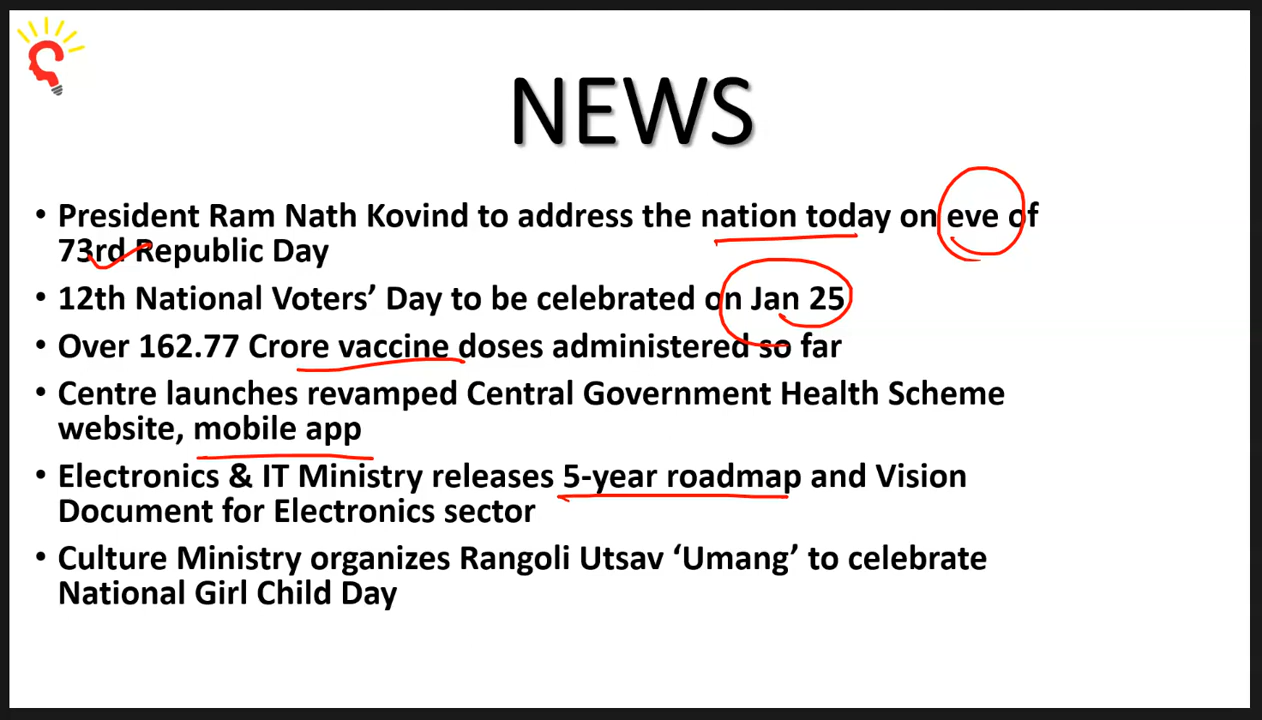 NEWS
• President Ram Nath Kovind to address the nation today on eve of
73rd Republic Day
• 12th National Voters’ Day to be celebrated on Jan 25
• Over 162.77 Crore vaccine doses administered so far
• Centre launches revamped Central Government Health Scheme
website, mobile app
• Electronics & IT Ministry releases 5-year roadmap and Vision
Document for Electronics sector
• Culture Ministry organizes Rangoli Utsav ‘Umang’ to celebrate
National Girl Child Day